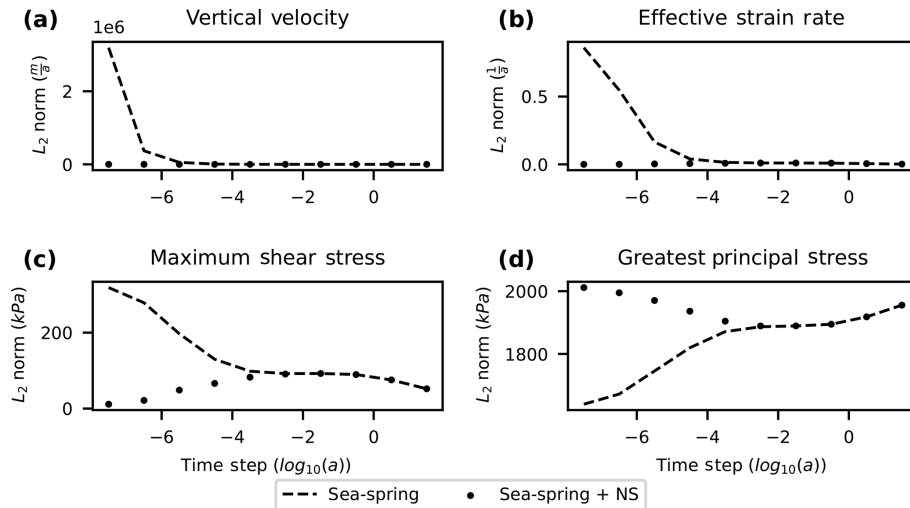 (a) Vertical velocity
1e6
L₂ norm (m/a)
2
0
−6 −4 −2 0
(b) Effective strain rate
L₂ norm (1/a)
0.5
0.0
−6 −4 −2 0
(c) Maximum shear stress
L₂ norm (kPa)
200
0
−6 −4 −2 0
Time step (log₁₀(a))
(d) Greatest principal stress
L₂ norm (kPa)
2000
1800
−6 −4 −2 0
Time step (log₁₀(a))
Sea-spring Sea-spring + NS